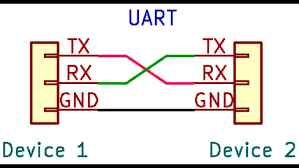 UART
TX TX
RX RX
GND GND
Device 1 Device 2